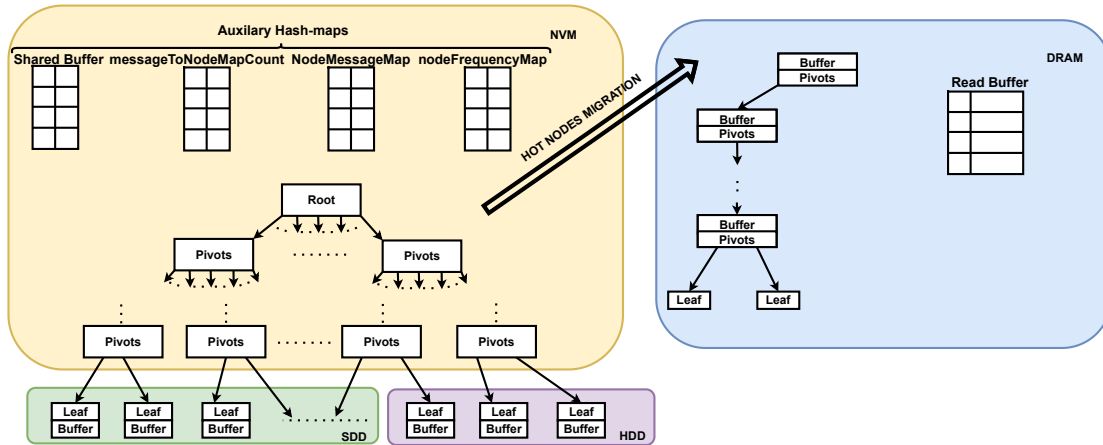 Auxilary Hash-maps
NVM
Shared Buffer messageToNodeMapCount NodeMessageMap nodeFrequencyMap
HOT NODES MIGRATION
Root
Pivots
Pivots
Pivots
Pivots
Pivots
Pivots
Leaf
Buffer
Leaf
Buffer
Leaf
Buffer
SDD
Leaf
Buffer
Leaf
Buffer
Leaf
Buffer
HDD
DRAM
Buffer
Pivots
Read Buffer
Buffer
Pivots
Buffer
Pivots
Leaf
Leaf